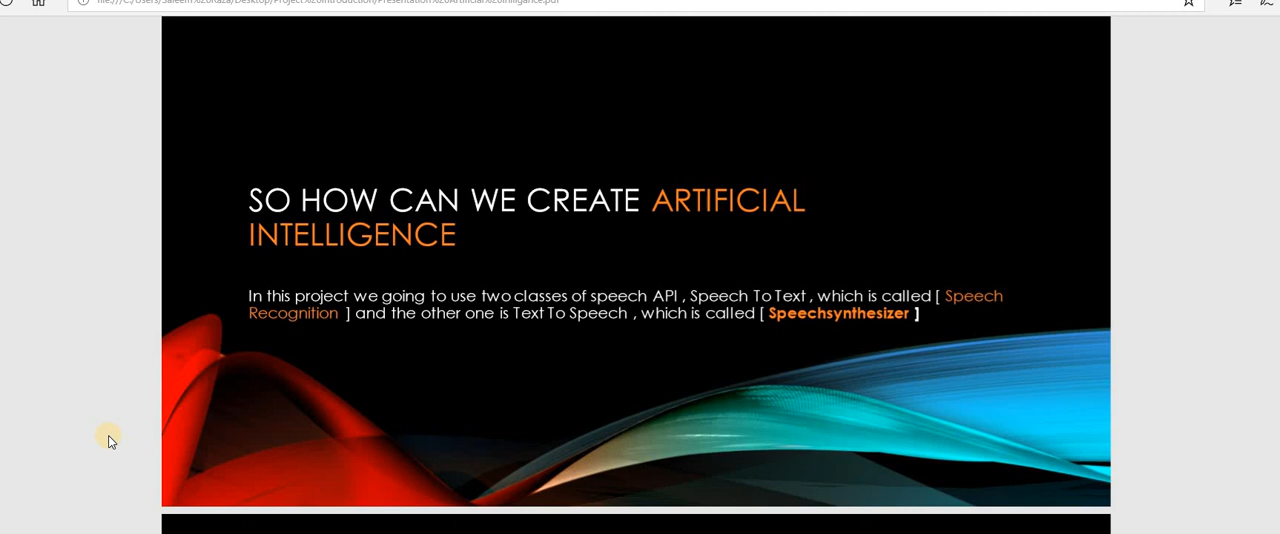 SO HOW CAN WE CREATE ARTIFICIAL
INTELLIGENCE
In this project we going to use two classes of speech API , Speech To Text , which is called [ Speech
Recognition ] and the other one is Text To Speech , which is called [ Speechsynthesizer ]